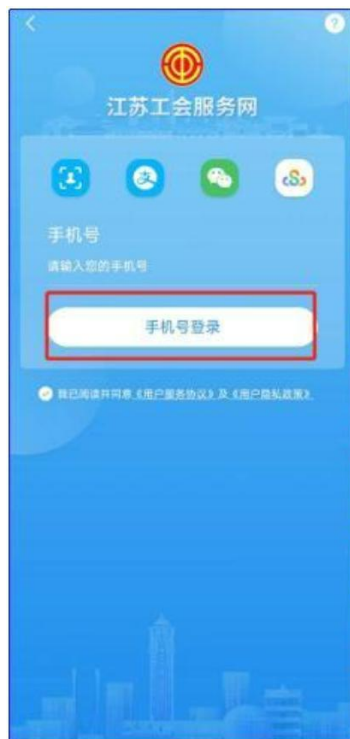 江苏工会服务网
手机号
请输入您的手机号
手机号登录
我已阅读并同意《用户服务协议》及《用户隐私政策》